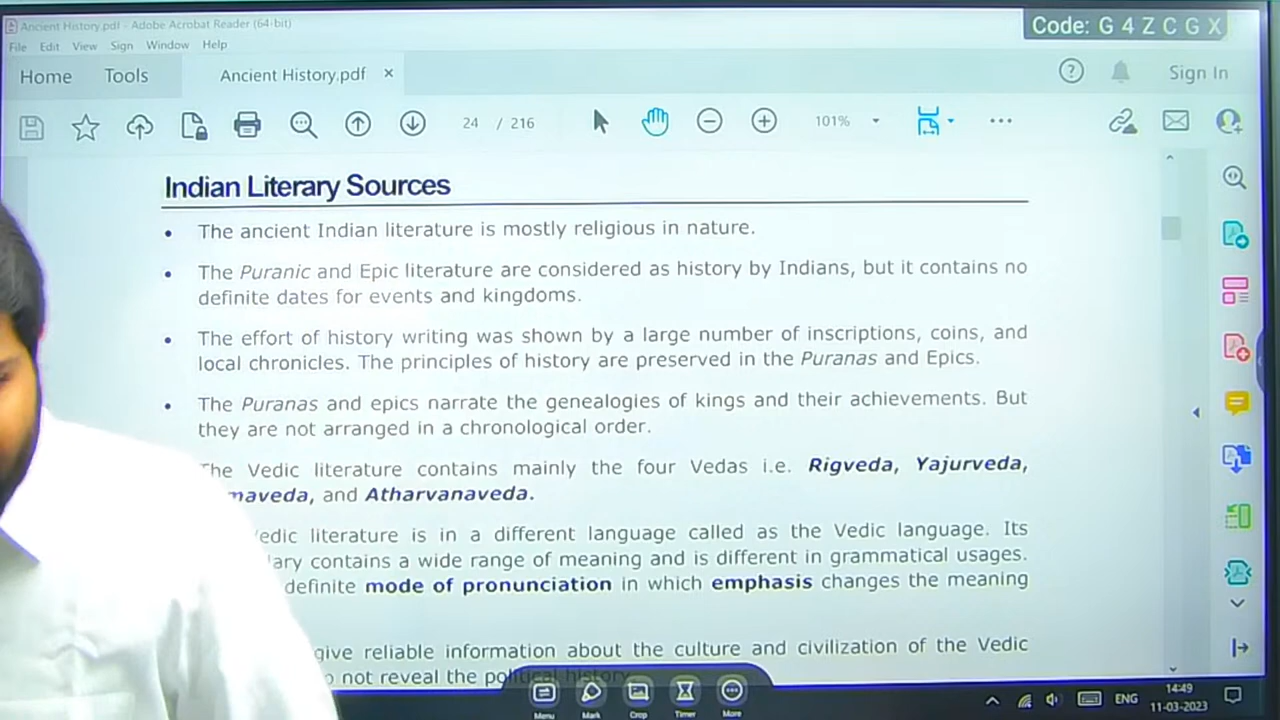 Ancient History.pdf - Adobe Acrobat Reader (64-bit)
Code: G 4 Z C G X
File Edit View Sign Window Help
Home Tools Ancient History.pdf × Sign In
24 / 216 101%
Indian Literary Sources
• The ancient Indian literature is mostly religious in nature.
• The Puranic and Epic literature are considered as history by Indians, but it contains no
definite dates for events and kingdoms.
• The effort of history writing was shown by a large number of inscriptions, coins, and
local chronicles. The principles of history are preserved in the Puranas and Epics.
• The Puranas and epics narrate the genealogies of kings and their achievements. But
they are not arranged in a chronological order.
The Vedic literature contains mainly the four Vedas i.e. Rigveda, Yajurveda,
and Atharvanaveda.
literature is in a different language called as the Vedic language. Its
contains a wide range of meaning and is different in grammatical usages.
definite mode of pronunciation in which emphasis changes the meaning
give reliable information about the culture and civilization of the Vedic
not reveal the political history
Menu Mark Crop Timer More
ENG 14:49
11-03-2023